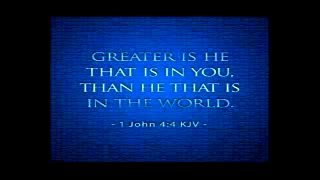 GREATER IS HE
THAT IS IN YOU,
THAN HE THAT IS
IN THE WORLD.
- 1 John 4:4 KJV -